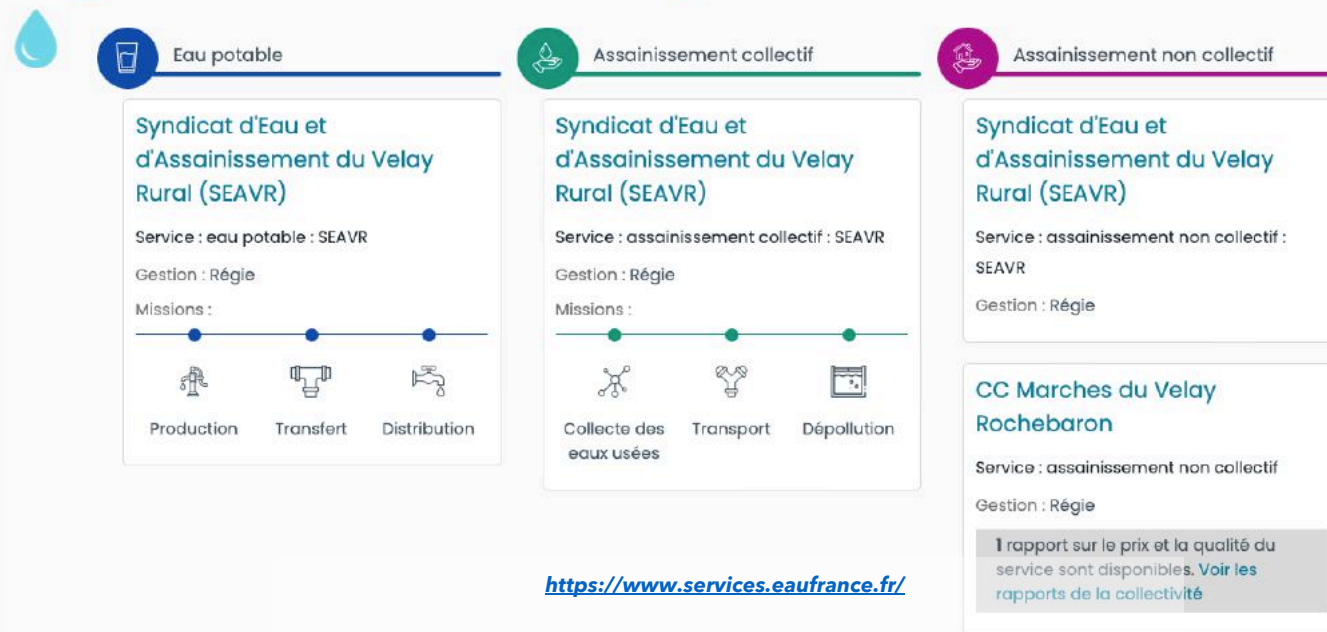 Eau potable
Syndicat d'Eau et
d'Assainissement du Velay
Rural (SEAVR)
Service : eau potable : SEAVR
Gestion : Régie
Missions :
Production
Transfert
Distribution
Assainissement collectif
Syndicat d'Eau et
d'Assainissement du Velay
Rural (SEAVR)
Service : assainissement collectif : SEAVR
Gestion : Régie
Missions :
Collecte des
eaux usées
Transport
Dépollution
Assainissement non collectif
Syndicat d'Eau et
d'Assainissement du Velay
Rural (SEAVR)
Service : assainissement non collectif :
SEAVR
Gestion : Régie
CC Marches du Velay
Rochebaron
Service : assainissement non collectif
Gestion : Régie
1 rapport sur le prix et la qualité du
service sont disponibles. Voir les
rapports de la collectivité
https://www.services.eaufrance.fr/